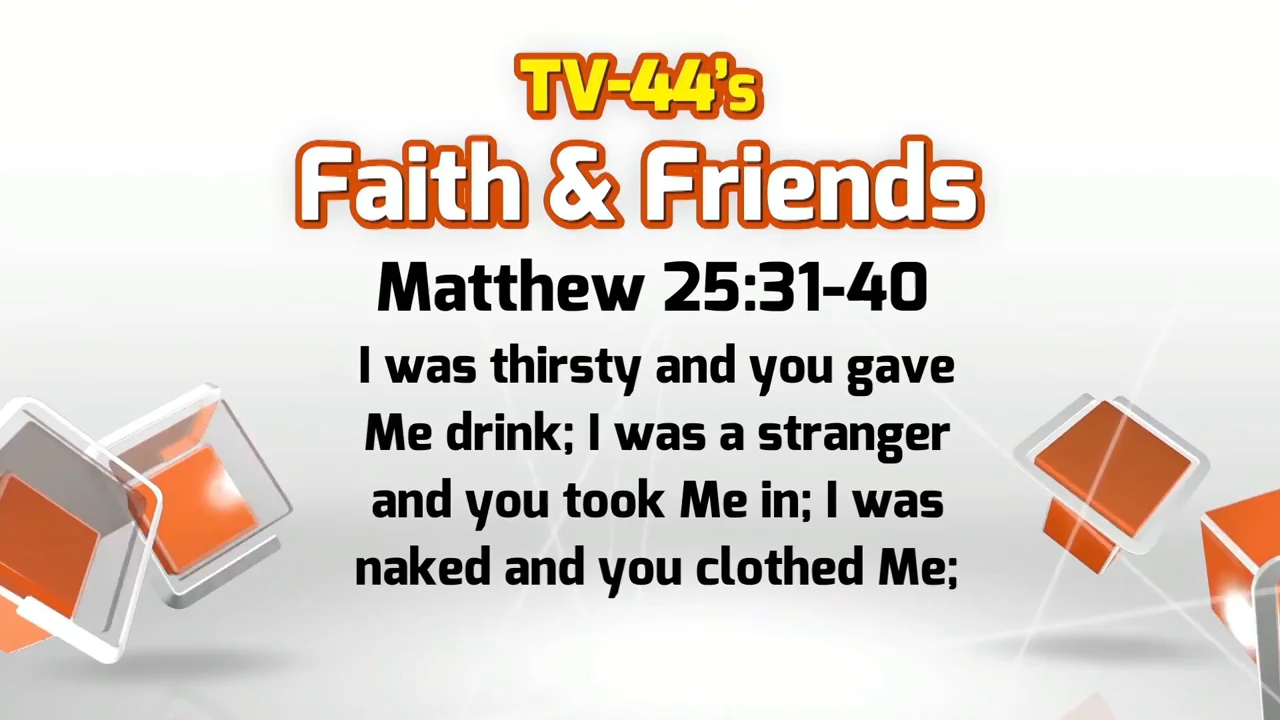 TV-44's
Faith & Friends
Matthew 25:31-40
I was thirsty and you gave
Me drink; I was a stranger
and you took Me in; I was
naked and you clothed Me;